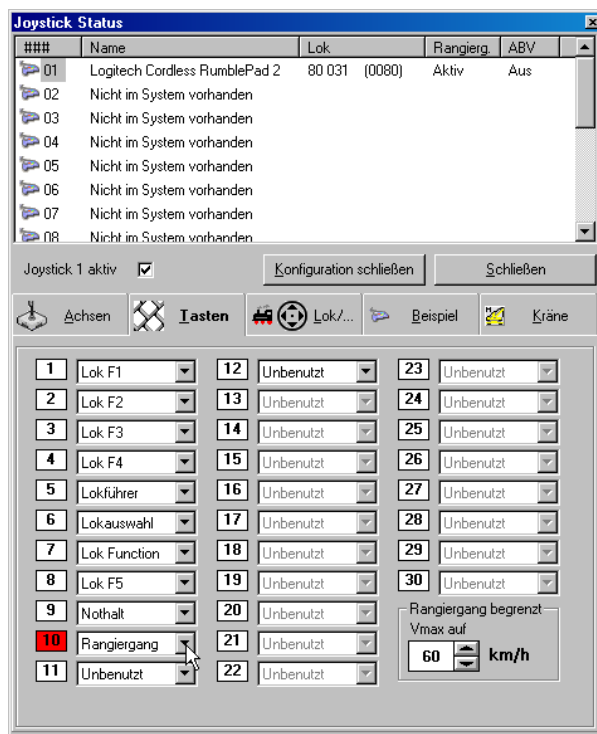 Joystick Status
### Name Lok Rangierg. ABV
01 Logitech Cordless RumblePad 2 80 031 (0080) Aktiv Aus
02 Nicht im System vorhanden
03 Nicht im System vorhanden
04 Nicht im System vorhanden
05 Nicht im System vorhanden
06 Nicht im System vorhanden
07 Nicht im System vorhanden
08 Nicht im System vorhanden
Joystick 1 aktiv Konfiguration schließen Schließen
Achsen Tasten Lok/... Beispiel Kräne
1 Lok F1 12 Unbenutzt 23 Unbenutzt
2 Lok F2 13 Unbenutzt 24 Unbenutzt
3 Lok F3 14 Unbenutzt 25 Unbenutzt
4 Lok F4 15 Unbenutzt 26 Unbenutzt
5 Lokführer 16 Unbenutzt 27 Unbenutzt
6 Lokauswahl 17 Unbenutzt 28 Unbenutzt
7 Lok Function 18 Unbenutzt 29 Unbenutzt
8 Lok F5 19 Unbenutzt 30 Unbenutzt
9 Nothalt 20 Unbenutzt Rangiergang begrenzt
10 Rangiergang 21 Unbenutzt Vmax auf
11 Unbenutzt 22 Unbenutzt 60 km/h